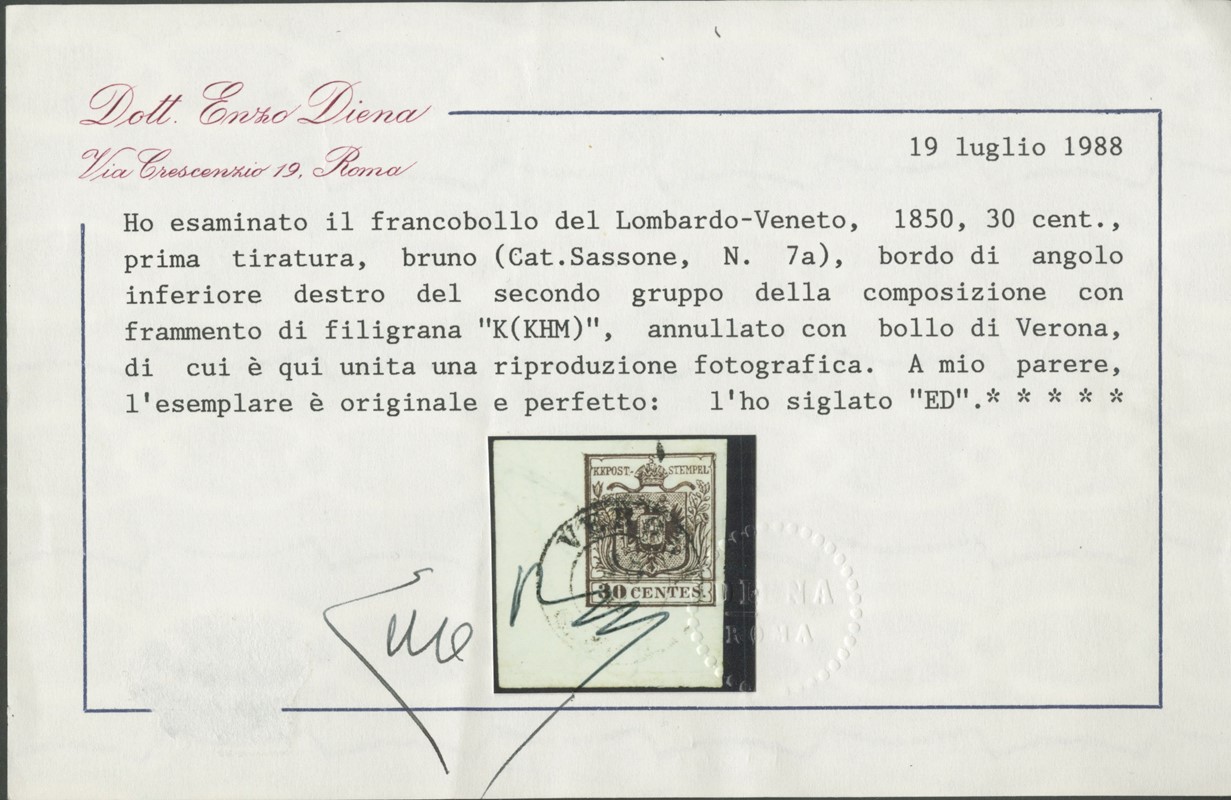 Dott. Enzo Diena
Via Crescenzio 19, Roma
19 luglio 1988
Ho esaminato il francobollo del Lombardo-Veneto, 1850, 30 cent.,
prima tiratura, bruno (Cat.Sassone, N. 7a), bordo di angolo
inferiore destro del secondo gruppo della composizione con
frammento di filigrana "K(KHM)", annullato con bollo di Verona,
di cui è qui unita una riproduzione fotografica. A mio parere,
l'esemplare è originale e perfetto: l'ho siglato "ED".* * * * *
KKPOST-STEMPEL
VER
30 CENTES.
DIENA
ROMA